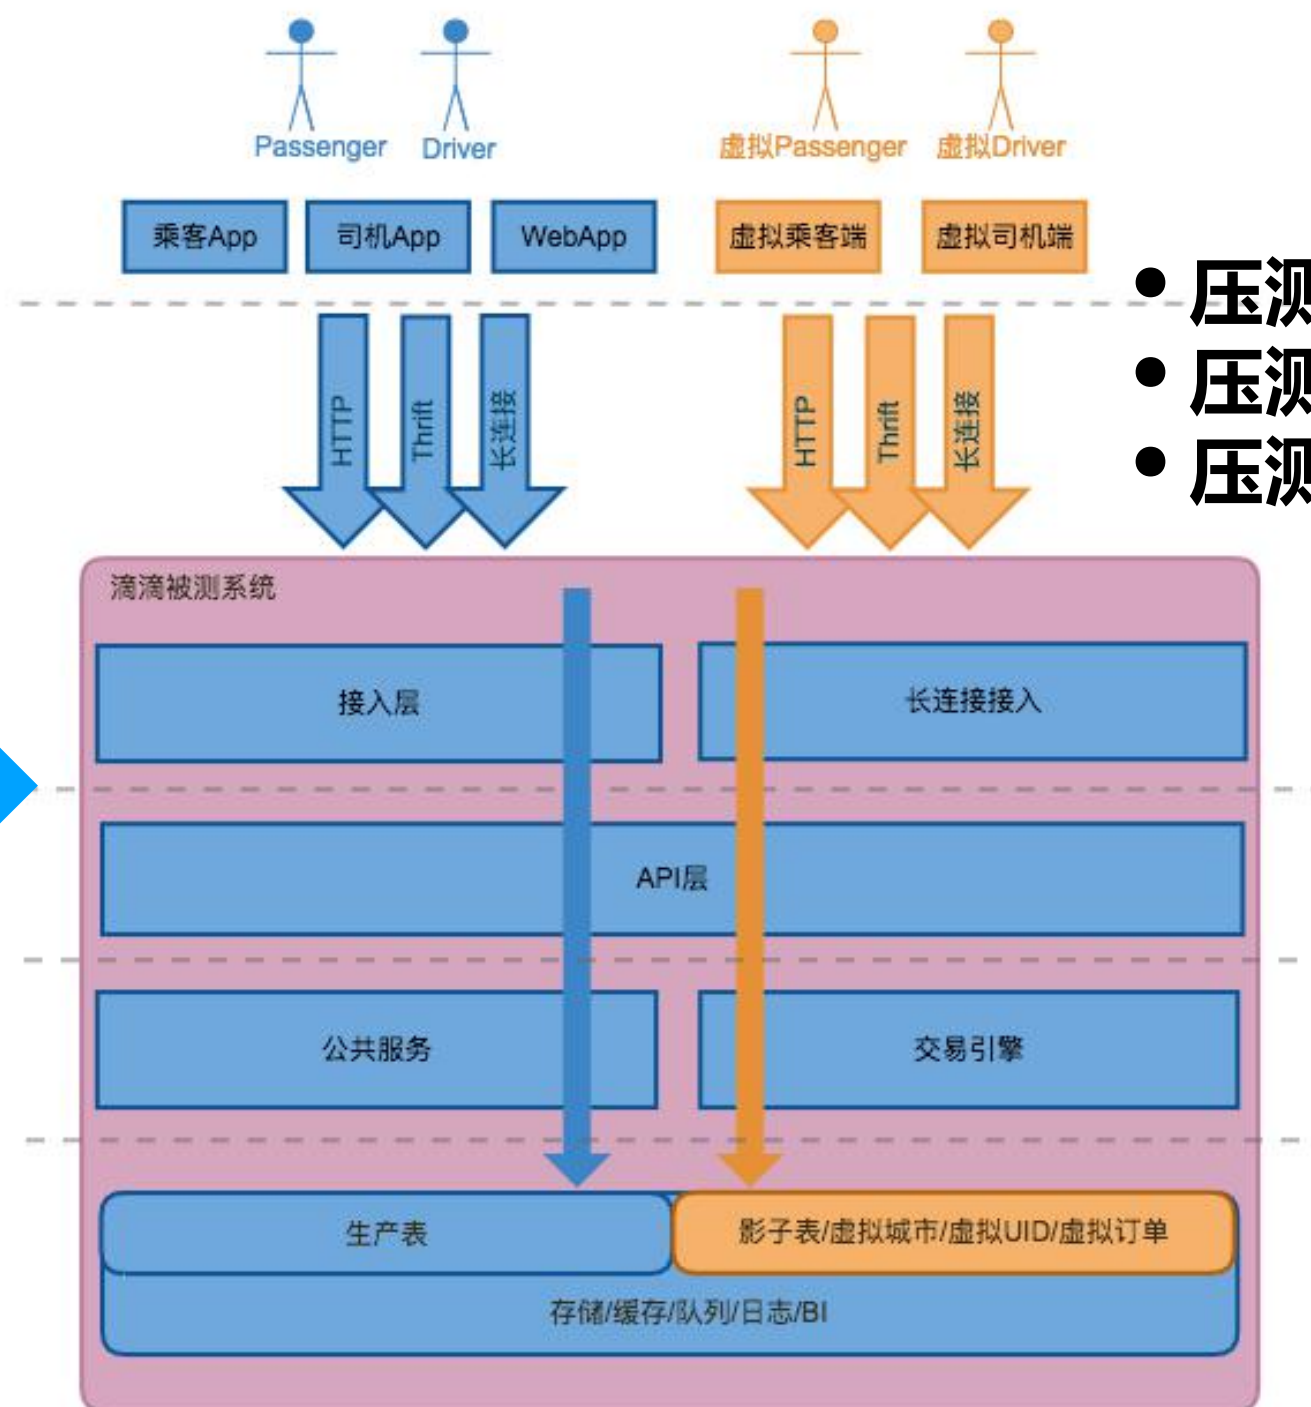 Passenger Driver 虚拟Passenger 虚拟Driver
乘客App 司机App WebApp 虚拟乘客端 虚拟司机端
• 压测
• 压测
• 压测
HTTP Thrift 长连接 HTTP Thrift 长连接
滴滴被测系统
接入层 长连接接入
API层
公共服务 交易引擎
生产表 影子表/虚拟城市/虚拟UID/虚拟订单
存储/缓存/队列/日志/BI